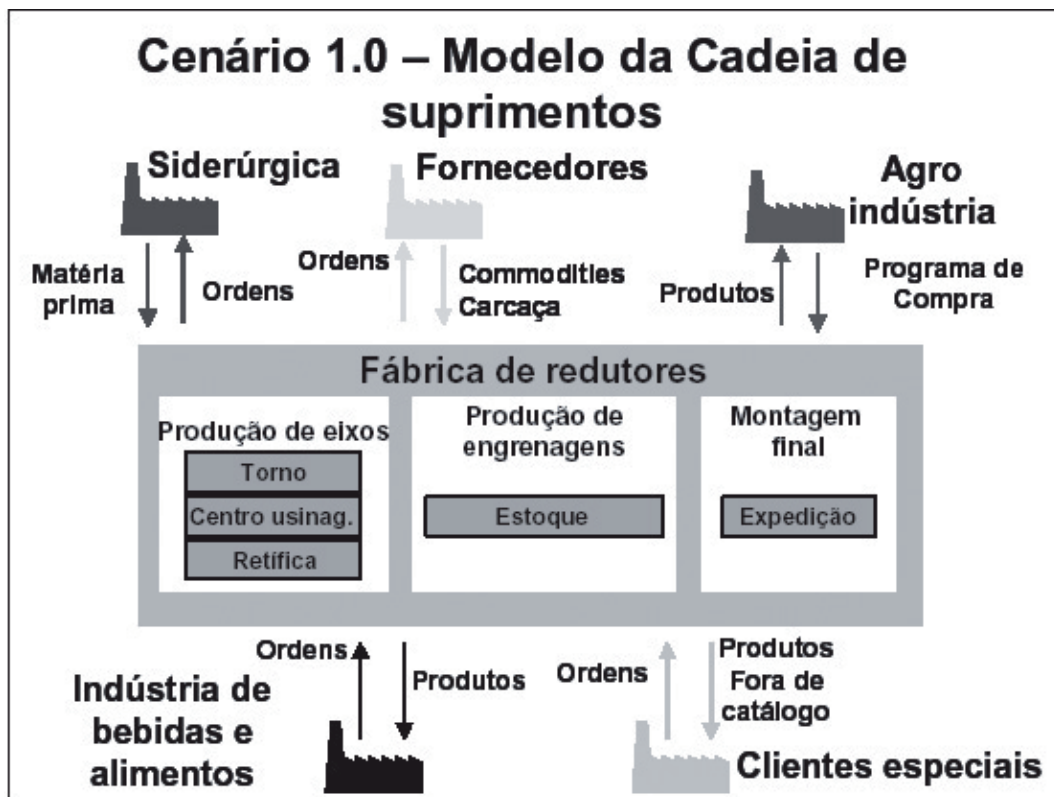 Cenário 1.0 – Modelo da Cadeia de
suprimentos
Siderúrgica
Fornecedores
Agro
indústria
Matéria
prima
Ordens
Ordens
Commodities
Carcaça
Produtos
Programa de
Compra
Fábrica de redutores
Produção de eixos
Torno
Centro usinag.
Retífica
Produção de
engrenagens
Estoque
Montagem
final
Expedição
Ordens
Produtos
Indústria de
bebidas e
alimentos
Ordens
Produtos
Fora de
catálogo
Clientes especiais